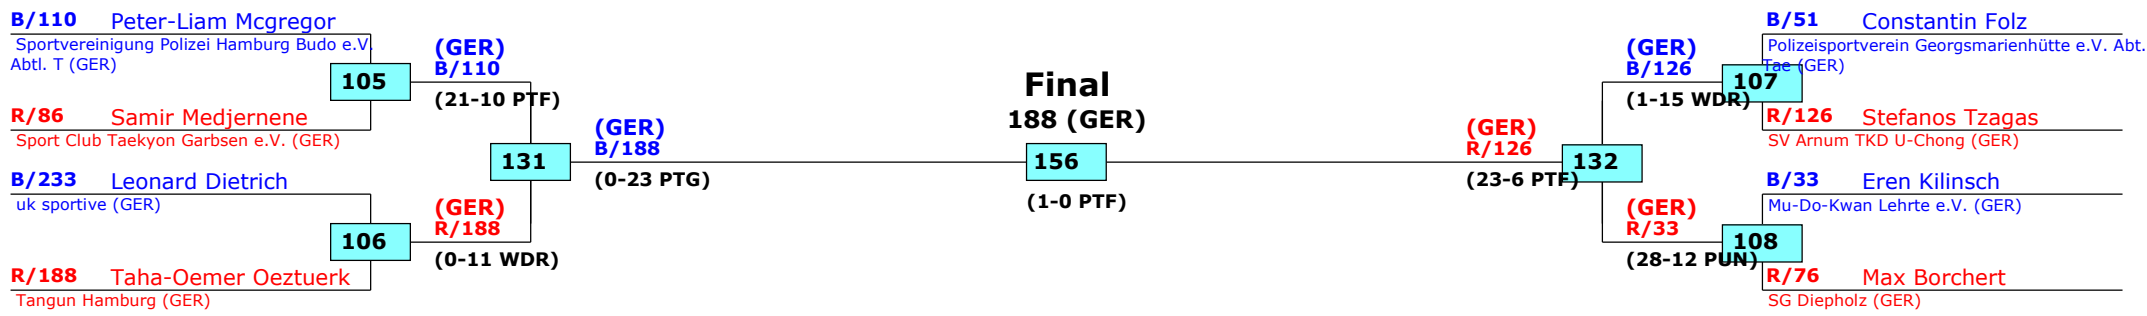 B/110 Peter-Liam Mcgregor
Sportvereinigung Polizei Hamburg Budo e.V.
Abtl. T (GER)
105
R/86 Samir Medjernene
Sport Club Taekyon Garbsen e.V. (GER)
B/233 Leonard Dietrich
uk sportive (GER)
106
R/188 Taha-Oemer Oeztuerk
Tangun Hamburg (GER)
(GER)
B/110
(21-10 PTF)
131
(GER)
R/188
(0-11 WDR)
(GER)
B/188
(0-23 PTG)
Final
188 (GER)
156
(1-0 PTF)
(GER)
R/126
(23-6 PTF)
132
(GER)
B/126
(1-15 WDR)
(GER)
R/33
(28-12 PUN)
B/51 Constantin Folz
Polizeisportverein Georgsmarienhütte e.V. Abt.
Tae (GER)
107
R/126 Stefanos Tzagas
SV Arnum TKD U-Chong (GER)
B/33 Eren Kilinsch
Mu-Do-Kwan Lehrte e.V. (GER)
108
R/76 Max Borchert
SG Diepholz (GER)